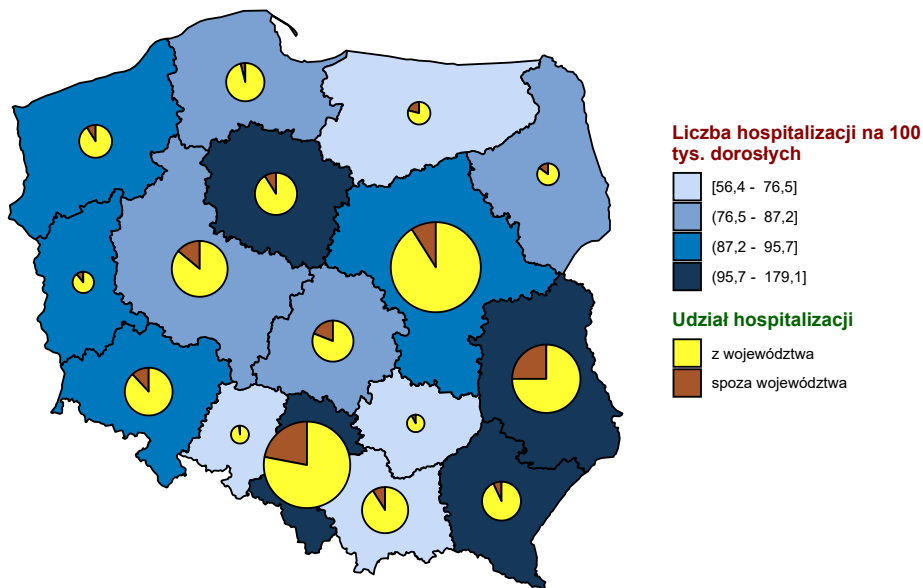 Liczba hospitalizacji na 100
tys. dorosłych
[56,4 - 76,5]
(76,5 - 87,2]
(87,2 - 95,7]
(95,7 - 179,1]
Udział hospitalizacji
z województwa
spoza województwa